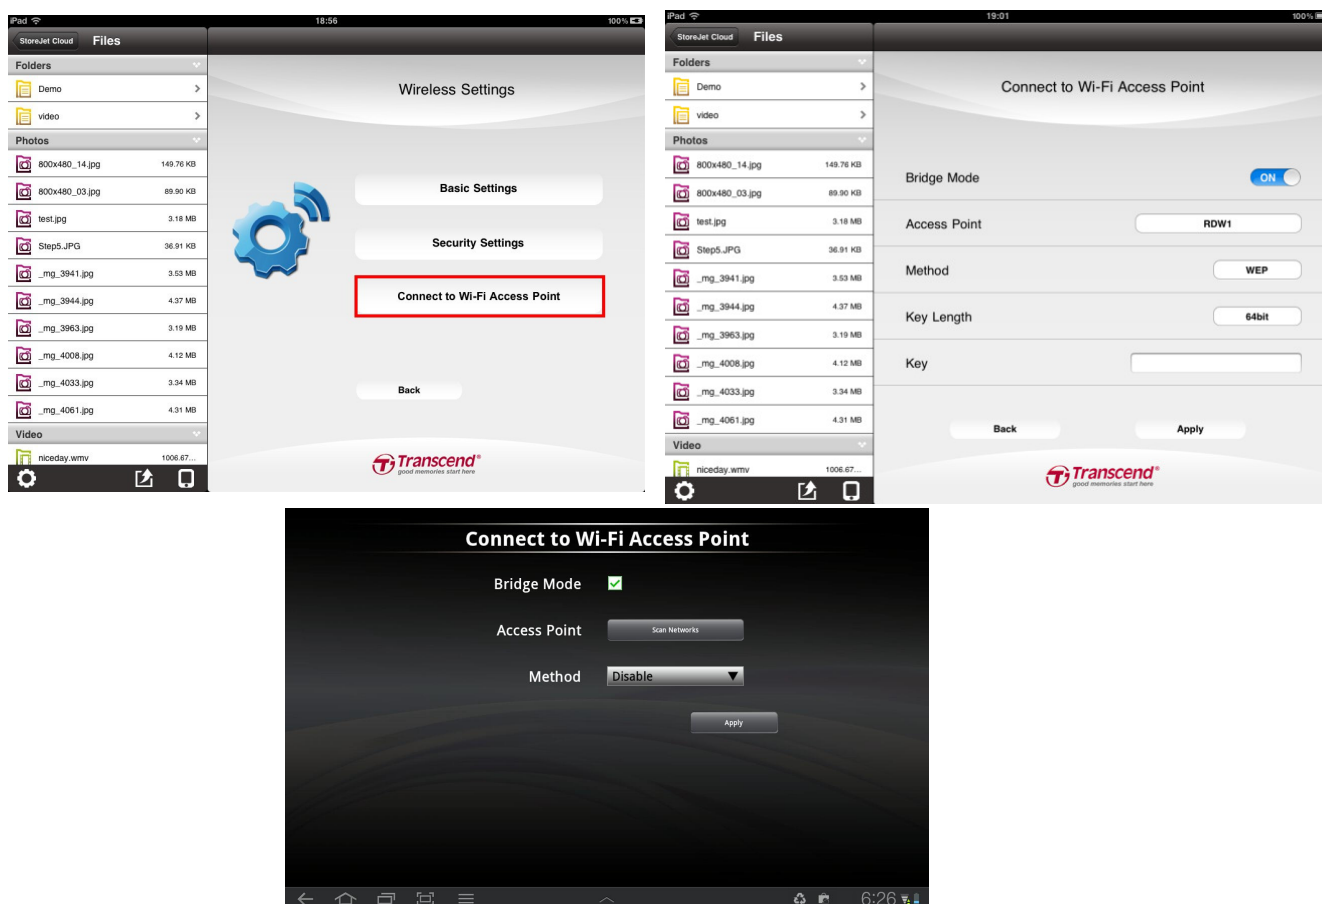 iPad 18:56 100%
StoreJet Cloud Files
Folders
Demo
video
Photos
800x480_14.jpg 149.76 KB
800x480_03.jpg 89.90 KB
test.jpg 3.18 MB
Step5.JPG 36.91 KB
_mg_3941.jpg 3.53 MB
_mg_3944.jpg 4.37 MB
_mg_3963.jpg 3.19 MB
_mg_4008.jpg 4.12 MB
_mg_4033.jpg 3.34 MB
_mg_4061.jpg 4.31 MB
Video
niceday.wmv 1006.67...
Wireless Settings
Basic Settings
Security Settings
Connect to Wi-Fi Access Point
Back
Transcend®
good memories start here
iPad 19:01 100%
StoreJet Cloud Files
Folders
Demo
video
Photos
800x480_14.jpg 149.76 KB
800x480_03.jpg 89.90 KB
test.jpg 3.18 MB
Step5.JPG 36.91 KB
_mg_3941.jpg 3.53 MB
_mg_3944.jpg 4.37 MB
_mg_3963.jpg 3.19 MB
_mg_4008.jpg 4.12 MB
_mg_4033.jpg 3.34 MB
_mg_4061.jpg 4.31 MB
Video
niceday.wmv 1006.67...
Connect to Wi-Fi Access Point
Bridge Mode ON
Access Point RDW1
Method WEP
Key Length 64bit
Key
Back Apply
Transcend®
good memories start here
Connect to Wi-Fi Access Point
Bridge Mode
Access Point Scan Networks
Method Disable
Apply
6:26